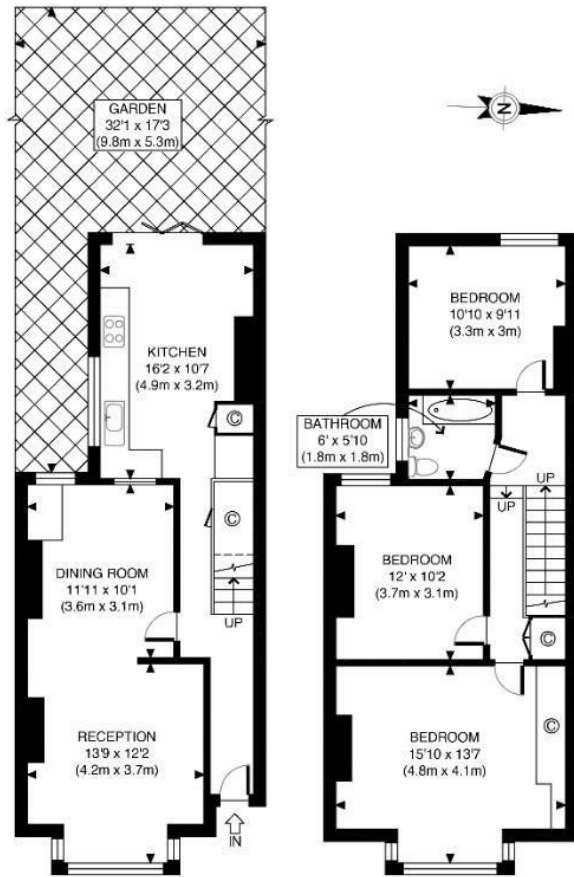 GARDEN
32'1 x 17'3
(9.8m x 5.3m)
N
KITCHEN
16'2 x 10'7
(4.9m x 3.2m)
C
C
DINING ROOM
11'11 x 10'1
(3.6m x 3.1m)
UP
RECEPTION
13'9 x 12'2
(4.2m x 3.7m)
IN
BEDROOM
10'10 x 9'11
(3.3m x 3m)
BATHROOM
6' x 5'10
(1.8m x 1.8m)
UP
UP
BEDROOM
12' x 10'2
(3.7m x 3.1m)
C
BEDROOM
15'10 x 13'7
(4.8m x 4.1m)
C